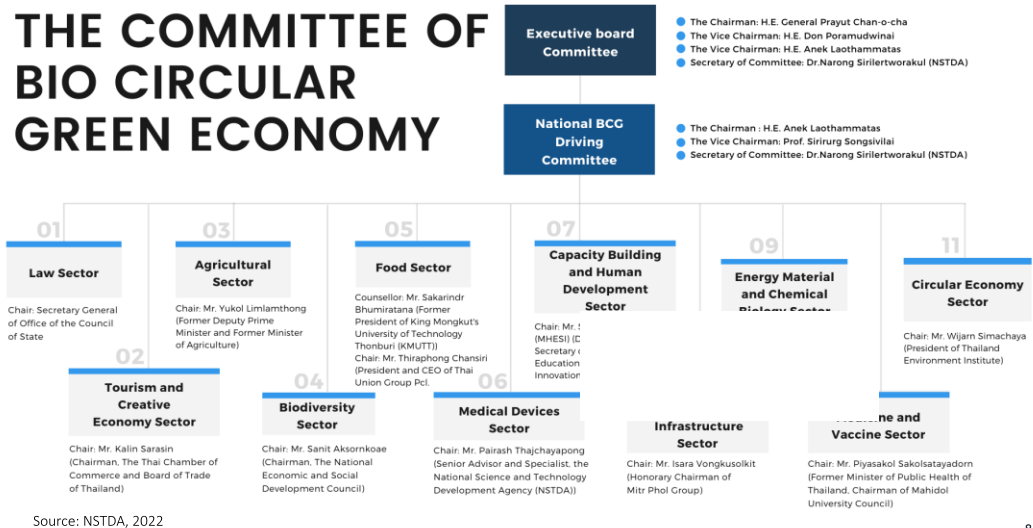 THE COMMITTEE OF
BIO CIRCULAR
GREEN ECONOMY
Executive board
Committee
The Chairman: H.E. General Prayut Chan-o-cha
The Vice Chairman: H.E. Don Poramudwinai
The Vice Chairman: H.E. Anek Laothammatas
Secretary of Committee: Dr.Narong Sirilertworakul (NSTDA)
National BCG
Driving
Committee
The Chairman : H.E. Anek Laothammatas
The Vice Chairman: Prof. Sirirurg Songsivilai
Secretary of Committee: Dr.Narong Sirilertworakul (NSTDA)
01
Law Sector
Chair: Secretary General
of Office of the Council
of State
02
Tourism and
Creative
Economy Sector
Chair: Mr. Kalin Sarasin
(Chairman, The Thai Chamber of
Commerce and Board of Trade
of Thailand)
03
Agricultural
Sector
Chair: Mr. Yukol Limlamthong
(Former Deputy Prime
Minister and Former Minister
of Agriculture)
04
Biodiversity
Sector
Chair: Mr. Sanit Aksornkoae
(Chairman, The National
Economic and Social
Development Council)
05
Food Sector
Counsellor: Mr. Sakarindr
Bhumiratana (Former
President of King Mongkut's
University of Technology
Thonburi (KMUTT))
Chair: Mr. Thiraphong Chansiri
(President and CEO of Thai
Union Group Pcl.
06
Medical Devices
Sector
Chair: Mr. Pairash Thajchayapong
(Senior Advisor and Specialist, the
National Science and Technology
Development Agency (NSTDA))
07
Capacity Building
and Human
Development
Sector
Chair: Mr.
(MHESI)
Secretary
Education
Innovation
Infrastructure
Sector
Chair: Mr. Isara Vongkusolkit
(Honorary Chairman of
Mitr Phol Group)
09
Energy Material
and Chemical
Biology Sector
and
Vaccine Sector
Chair: Mr. Piyasakol Sakolsatayadorn
(Former Minister of Public Health of
Thailand, Chairman of Mahidol
University Council)
11
Circular Economy
Sector
Chair: Mr. Wijarn Simachaya
(President of Thailand
Environment Institute)
Source: NSTDA, 2022